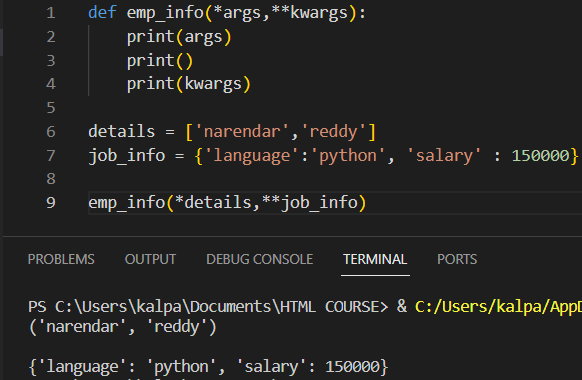 1 def emp_info(*args,**kwargs):
2     print(args)
3     print()
4     print(kwargs)
5
6 details = ['narendar','reddy']
7 job_info = {'language':'python', 'salary' : 150000}
8
9 emp_info(*details,**job_info)
PROBLEMS OUTPUT DEBUG CONSOLE TERMINAL PORTS
PS C:\Users\kalpa\Documents\HTML COURSE> & C:/Users/kalpa/AppD
('narendar', 'reddy')

{'language': 'python', 'salary': 150000}